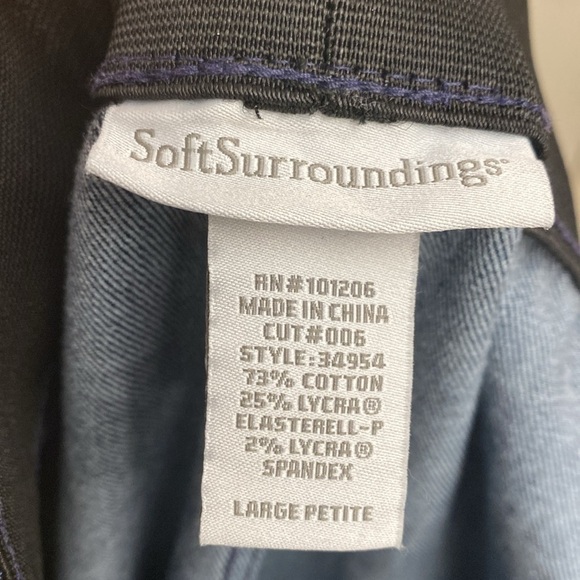 SoftSurroundings
RN#101206
MADE IN CHINA
CUT#006
STYLE:34954
73% COTTON
25% LYCRA®
ELASTERELL-P
2% LYCRA®
SPANDEX
LARGE PETITE